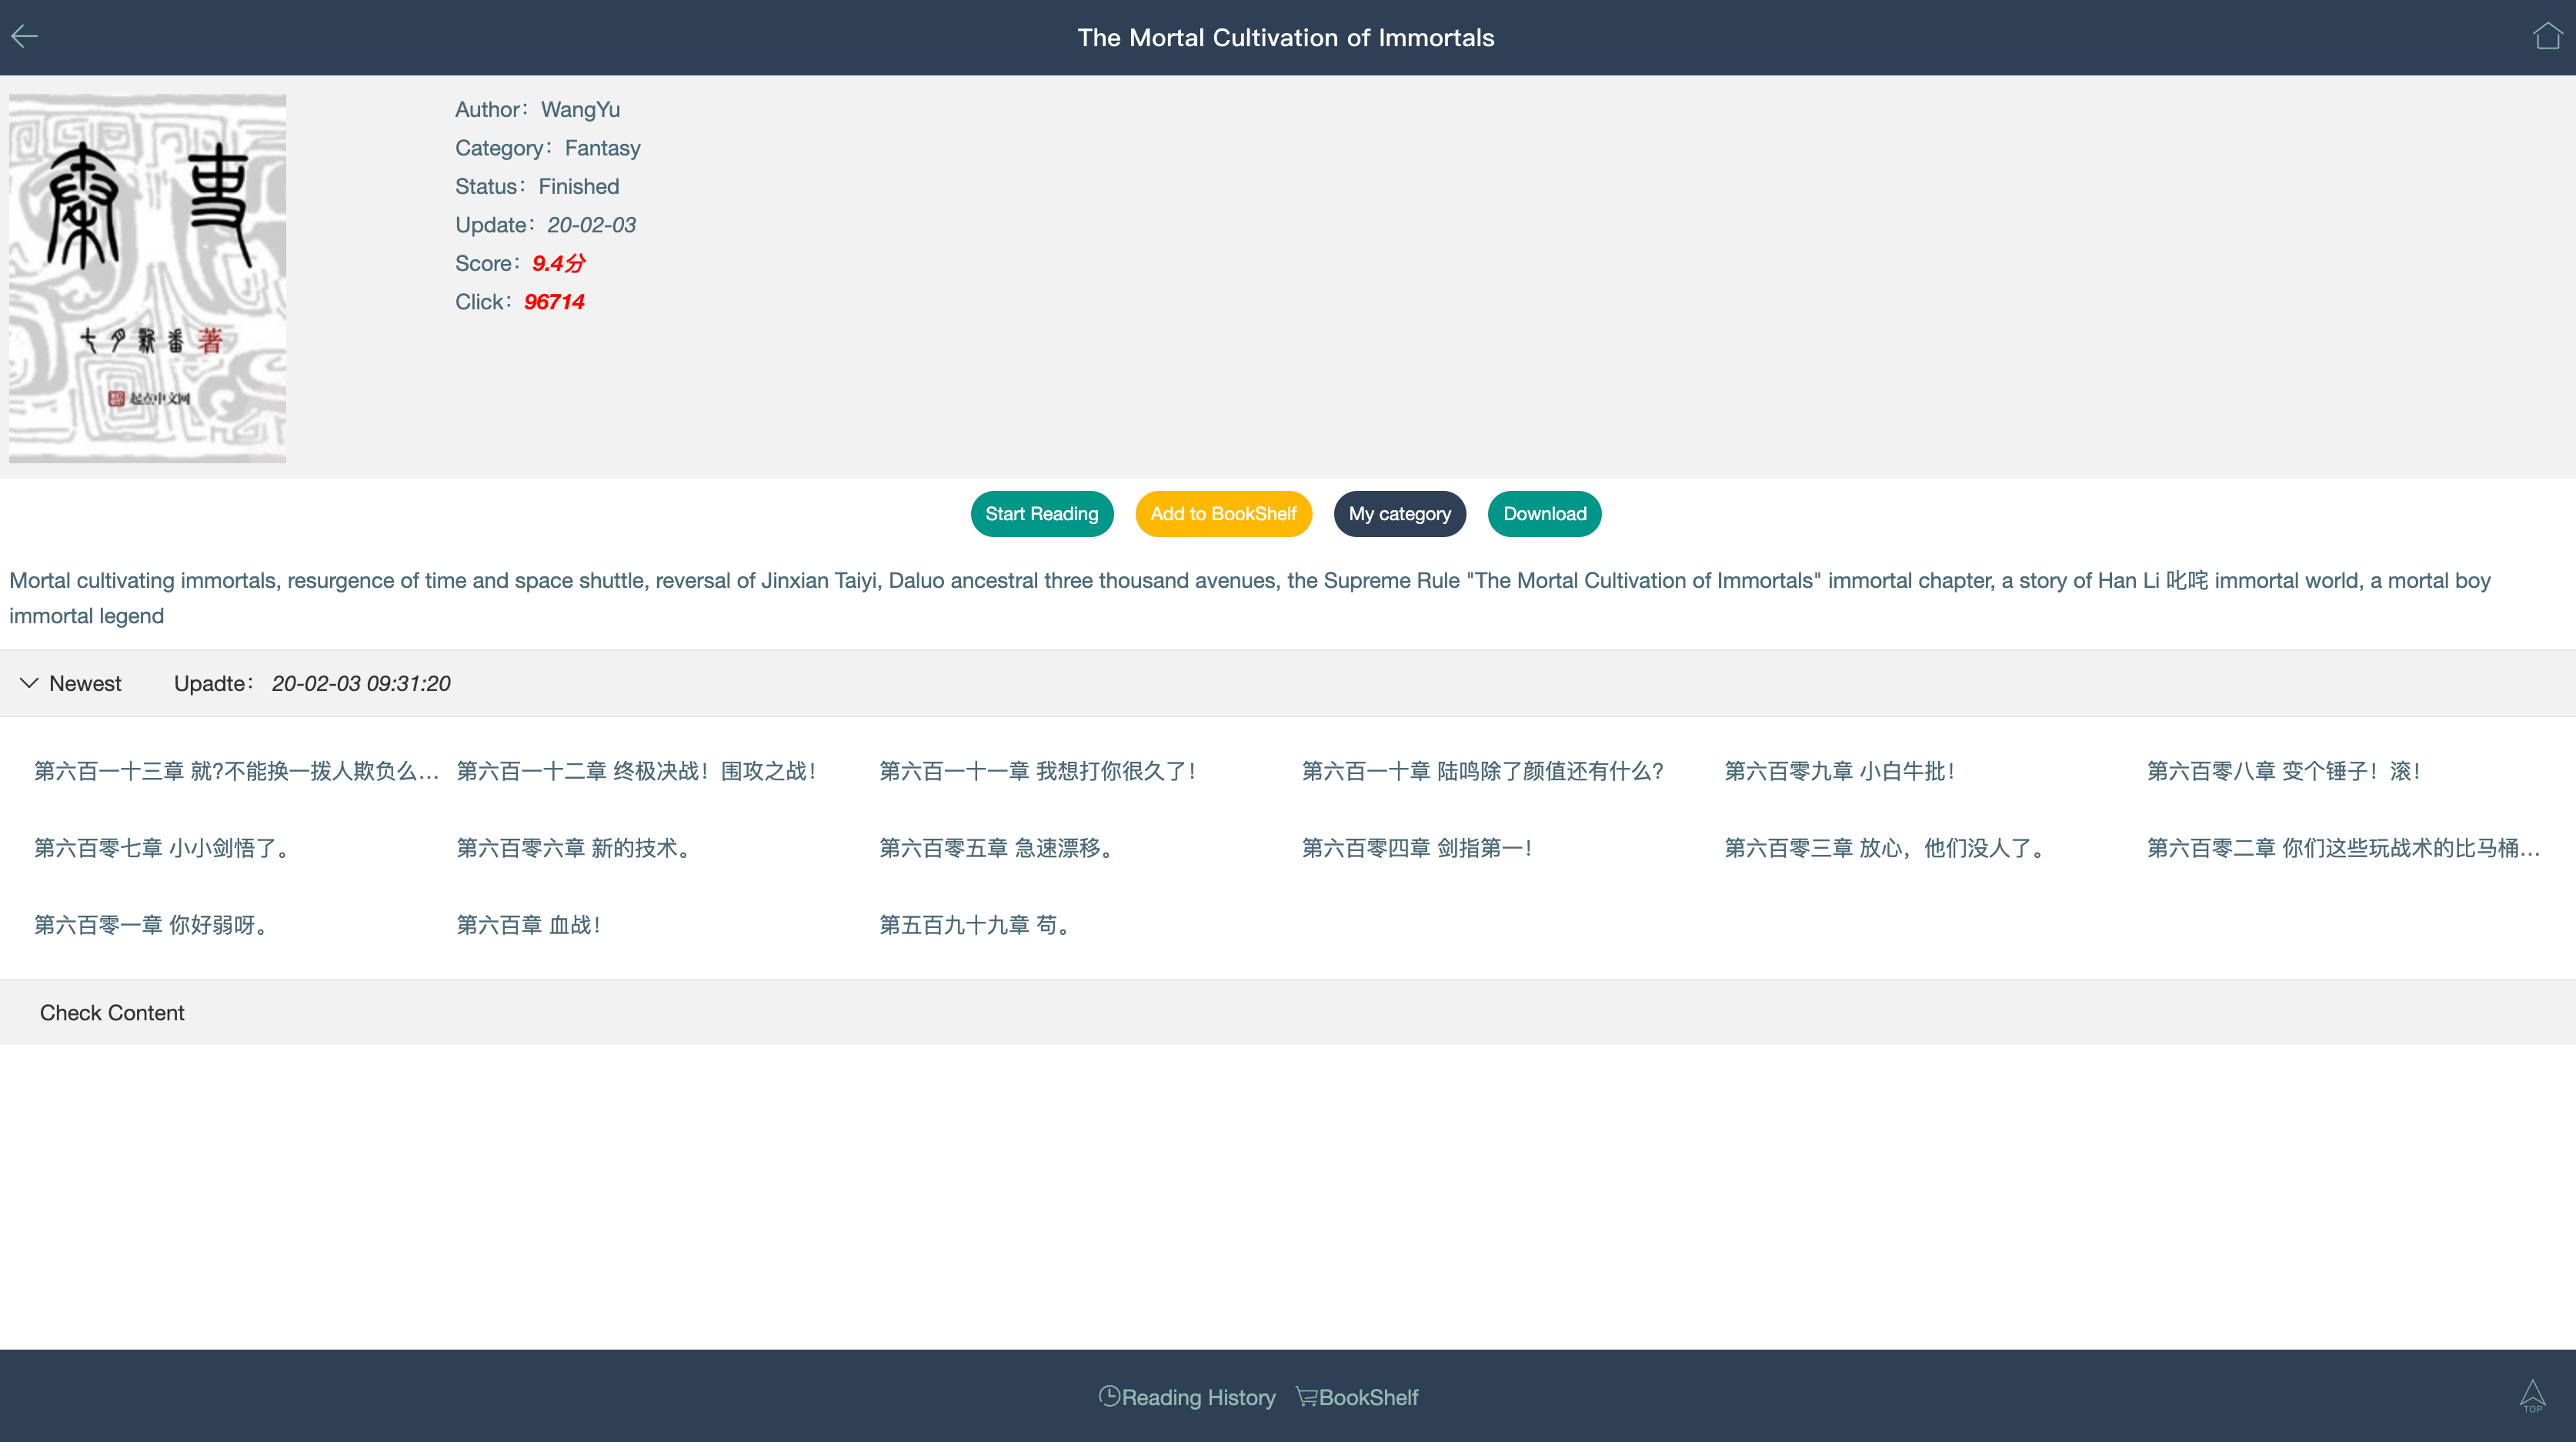 The Mortal Cultivation of Immortals
秦吏
七月新番 著
起点中文网
Author：WangYu
Category：Fantasy
Status：Finished
Update：20-02-03
Score：9.4分
Click：96714
Start Reading
Add to BookShelf
My category
Download
Mortal cultivating immortals, resurgence of time and space shuttle, reversal of Jinxian Taiyi, Daluo ancestral three thousand avenues, the Supreme Rule "The Mortal Cultivation of Immortals" immortal chapter, a story of Han Li 叱咤 immortal world, a mortal boy
immortal legend
Newest Upadte： 20-02-03 09:31:20
第六百一十三章 就?不能换一拨人欺负么... 第六百一十二章 终极决战！围攻之战！ 第六百一十一章 我想打你很久了！ 第六百一十章 陆鸣除了颜值还有什么? 第六百零九章 小白牛批！ 第六百零八章 变个锤子！滚！
第六百零七章 小小剑悟了。 第六百零六章 新的技术。 第六百零五章 急速漂移。 第六百零四章 剑指第一！ 第六百零三章 放心，他们没人了。 第六百零二章 你们这些玩战术的比马桶...
第六百零一章 你好弱呀。 第六百章 血战！ 第五百九十九章 苟。
Check Content
Reading History BookShelf
TOP